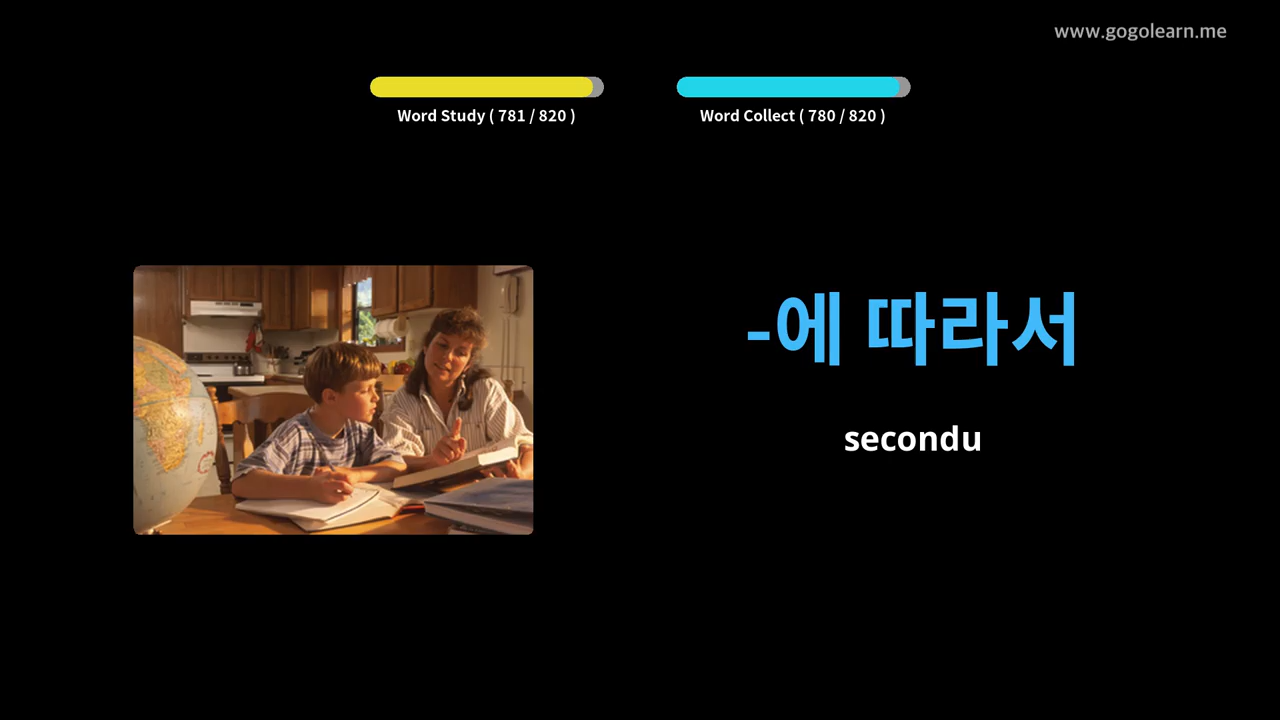 www.gogolearn.me
Word Study ( 781 / 820 )
Word Collect ( 780 / 820 )
-에 따라서
secondu